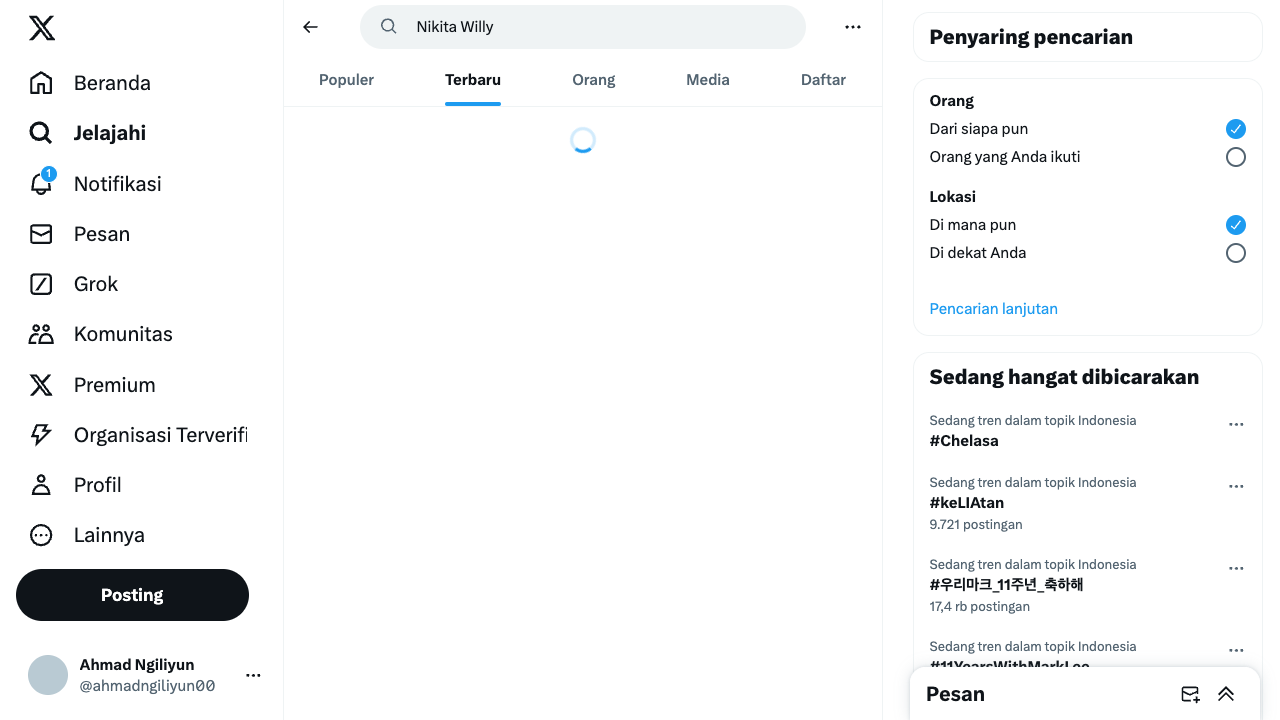 Beranda
Jelajahi
1
Notifikasi
Pesan
Grok
Komunitas
Premium
Organisasi Terverifi
Profil
Lainnya
Posting
Ahmad Ngiliyun
@ahmadngiliyun00
Nikita Willy
Populer
Terbaru
Orang
Media
Daftar
Penyaring pencarian
Orang
Dari siapa pun
Orang yang Anda ikuti
Lokasi
Di mana pun
Di dekat Anda
Pencarian lanjutan
Sedang hangat dibicarakan
Sedang tren dalam topik Indonesia
#Chelasa
Sedang tren dalam topik Indonesia
#keLIAtan
9.721 postingan
Sedang tren dalam topik Indonesia
#우리마크_11주년_축하해
17,4 rb postingan
Sedang tren dalam topik Indonesia
#11YearsWithMarkLee
Pesan